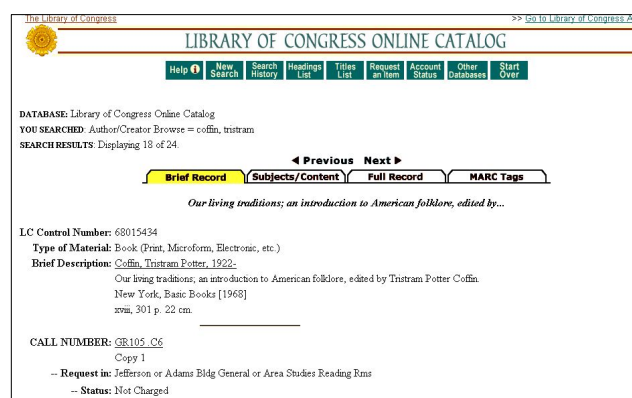 The Library of Congress >> Go to Library of Congress A
LIBRARY OF CONGRESS ONLINE CATALOG
Help New Search Search History Headings List Titles List Request an Item Account Status Other Databases Start Over
DATABASE: Library of Congress Online Catalog
YOU SEARCHED: Author/Creator Browse = coffin, tristram
SEARCH RESULTS: Displaying 18 of 24.
Previous Next
Brief Record Subjects/Content Full Record MARC Tags
Our living traditions; an introduction to American folklore, edited by...
LC Control Number: 68015434
Type of Material: Book (Print, Microform, Electronic, etc.)
Brief Description: Coffin, Tristram Potter, 1922-
Our living traditions; an introduction to American folklore, edited by Tristram Potter Coffin.
New York, Basic Books [1968]
xviii, 301 p. 22 cm.
CALL NUMBER: GR105 .C6
Copy 1
-- Request in: Jefferson or Adams Bldg General or Area Studies Reading Rms
-- Status: Not Charged